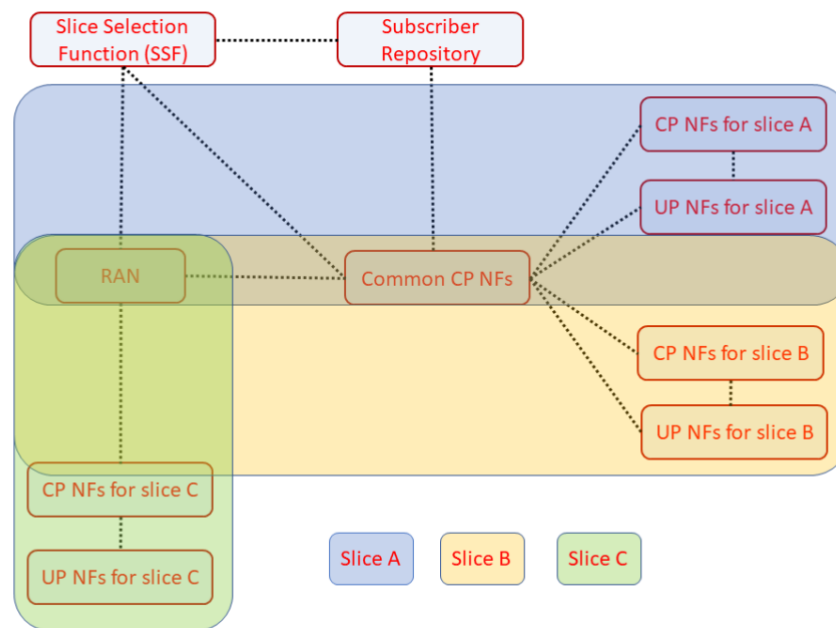 Slice Selection
Function (SSF)
Subscriber
Repository
CP NFs for slice A
UP NFs for slice A
RAN
Common CP NFs
CP NFs for slice B
UP NFs for slice B
CP NFs for slice C
UP NFs for slice C
Slice A
Slice B
Slice C